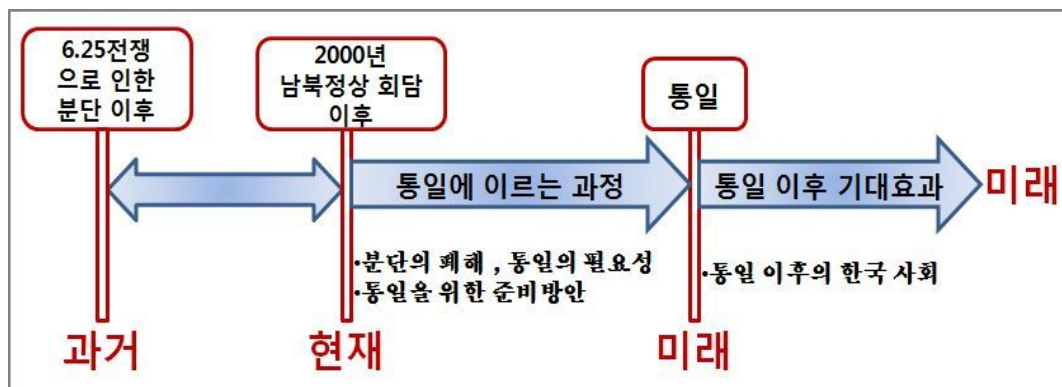 6.25전쟁
으로 인한
분단 이후
2000년
남북정상 회담
이후
통일
통일에 이르는 과정
통일 이후 기대효과
미래
•분단의 폐해 , 통일의 필요성
•통일을 위한 준비방안
•통일 이후의 한국 사회
과거
현재
미래